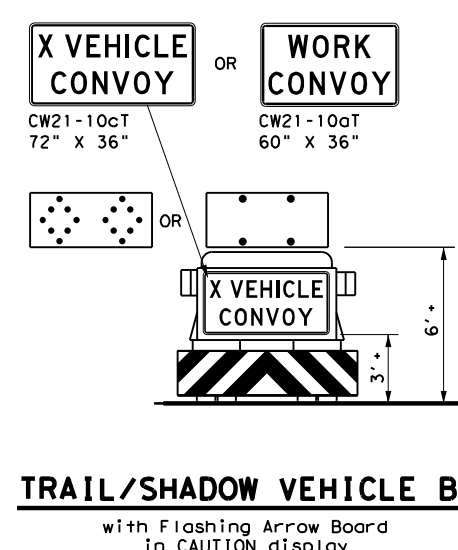 X VEHICLE
CONVOY
OR
WORK
CONVOY
CW21-10cT
72" X 36"
CW21-10aT
60" X 36"
OR
X VEHICLE
CONVOY
6' +
3' +
TRAIL/SHADOW VEHICLE B
with Flashing Arrow Board
in CAUTION display